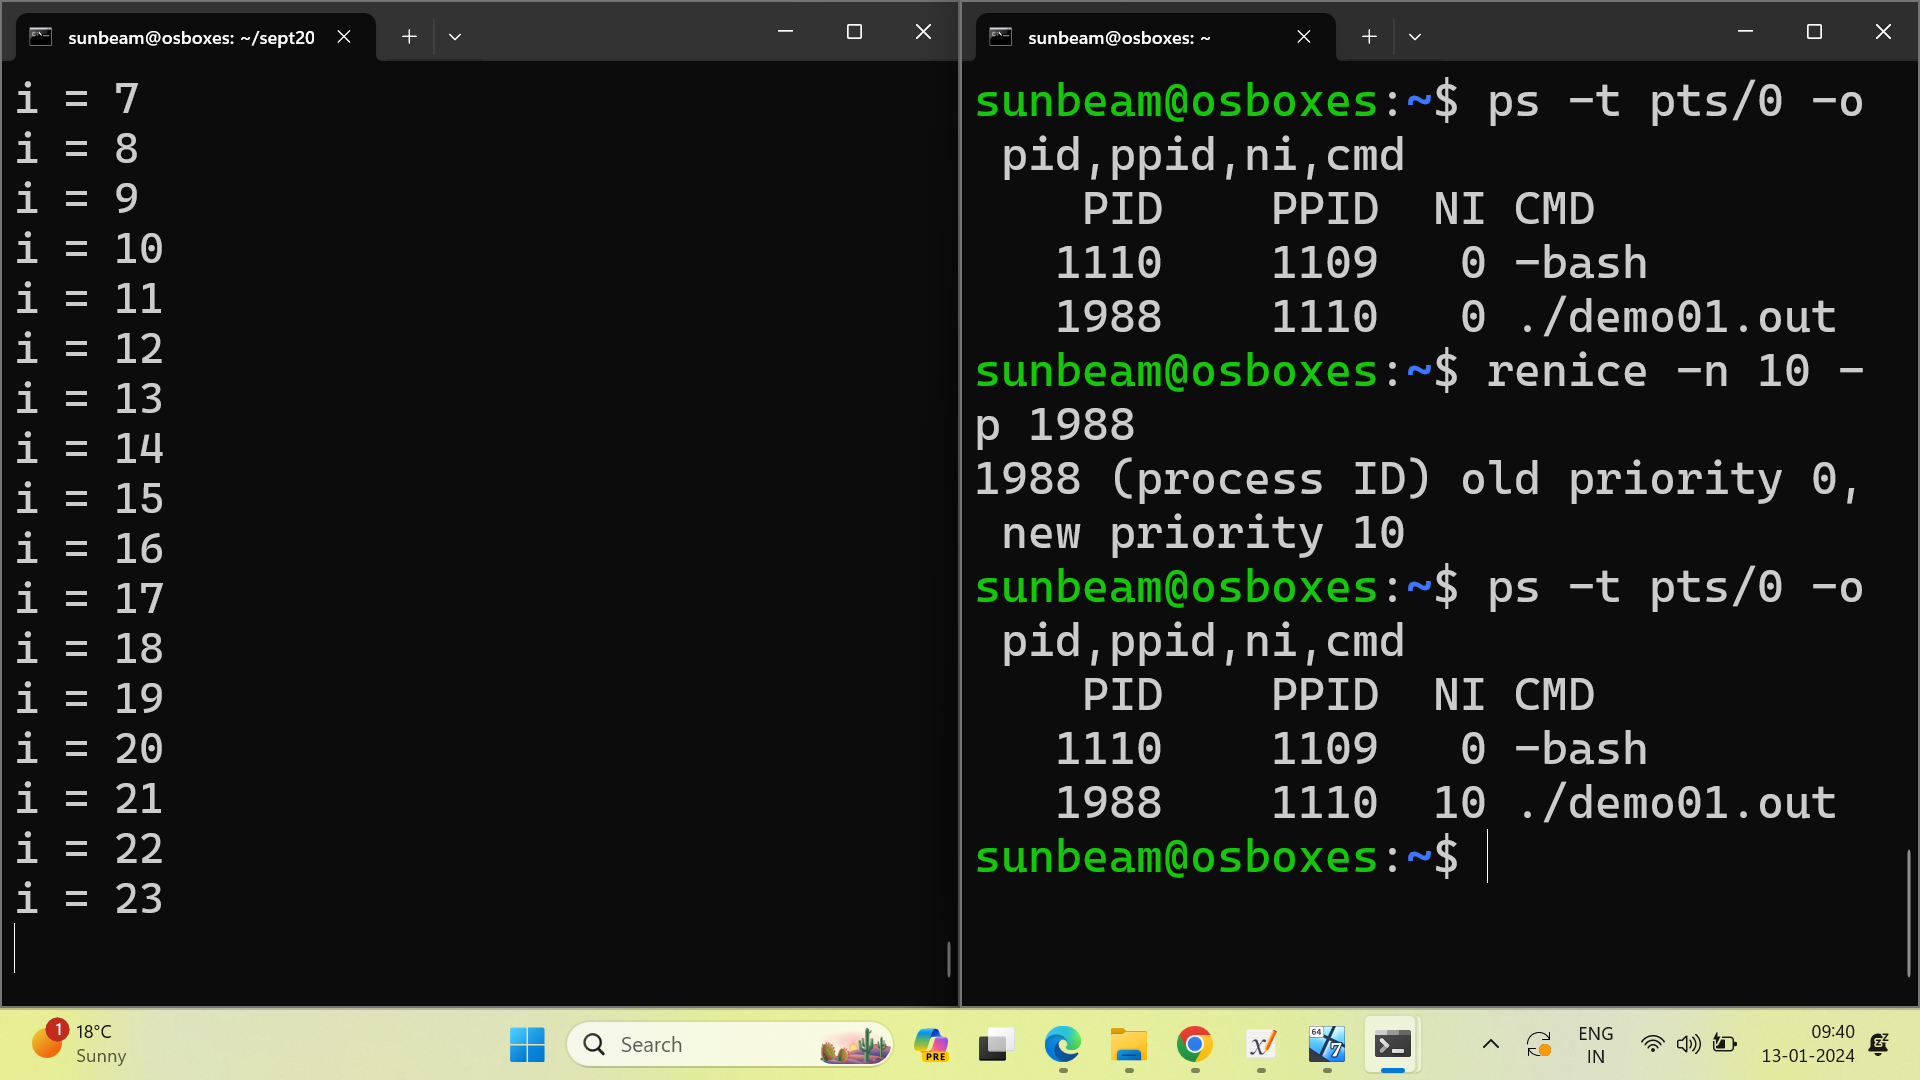 sunbeam@osboxes: ~/sept20
i = 7
i = 8
i = 9
i = 10
i = 11
i = 12
i = 13
i = 14
i = 15
i = 16
i = 17
i = 18
i = 19
i = 20
i = 21
i = 22
i = 23
sunbeam@osboxes: ~
sunbeam@osboxes:~$ ps -t pts/0 -o
 pid,ppid,ni,cmd
    PID    PPID  NI CMD
   1110    1109   0 -bash
   1988    1110   0 ./demo01.out
sunbeam@osboxes:~$ renice -n 10 -
p 1988
1988 (process ID) old priority 0,
 new priority 10
sunbeam@osboxes:~$ ps -t pts/0 -o
 pid,ppid,ni,cmd
    PID    PPID  NI CMD
   1110    1109   0 -bash
   1988    1110  10 ./demo01.out
sunbeam@osboxes:~$
1
18°C
Sunny
Search
PRE
64
7
ENG
IN
09:40
13-01-2024